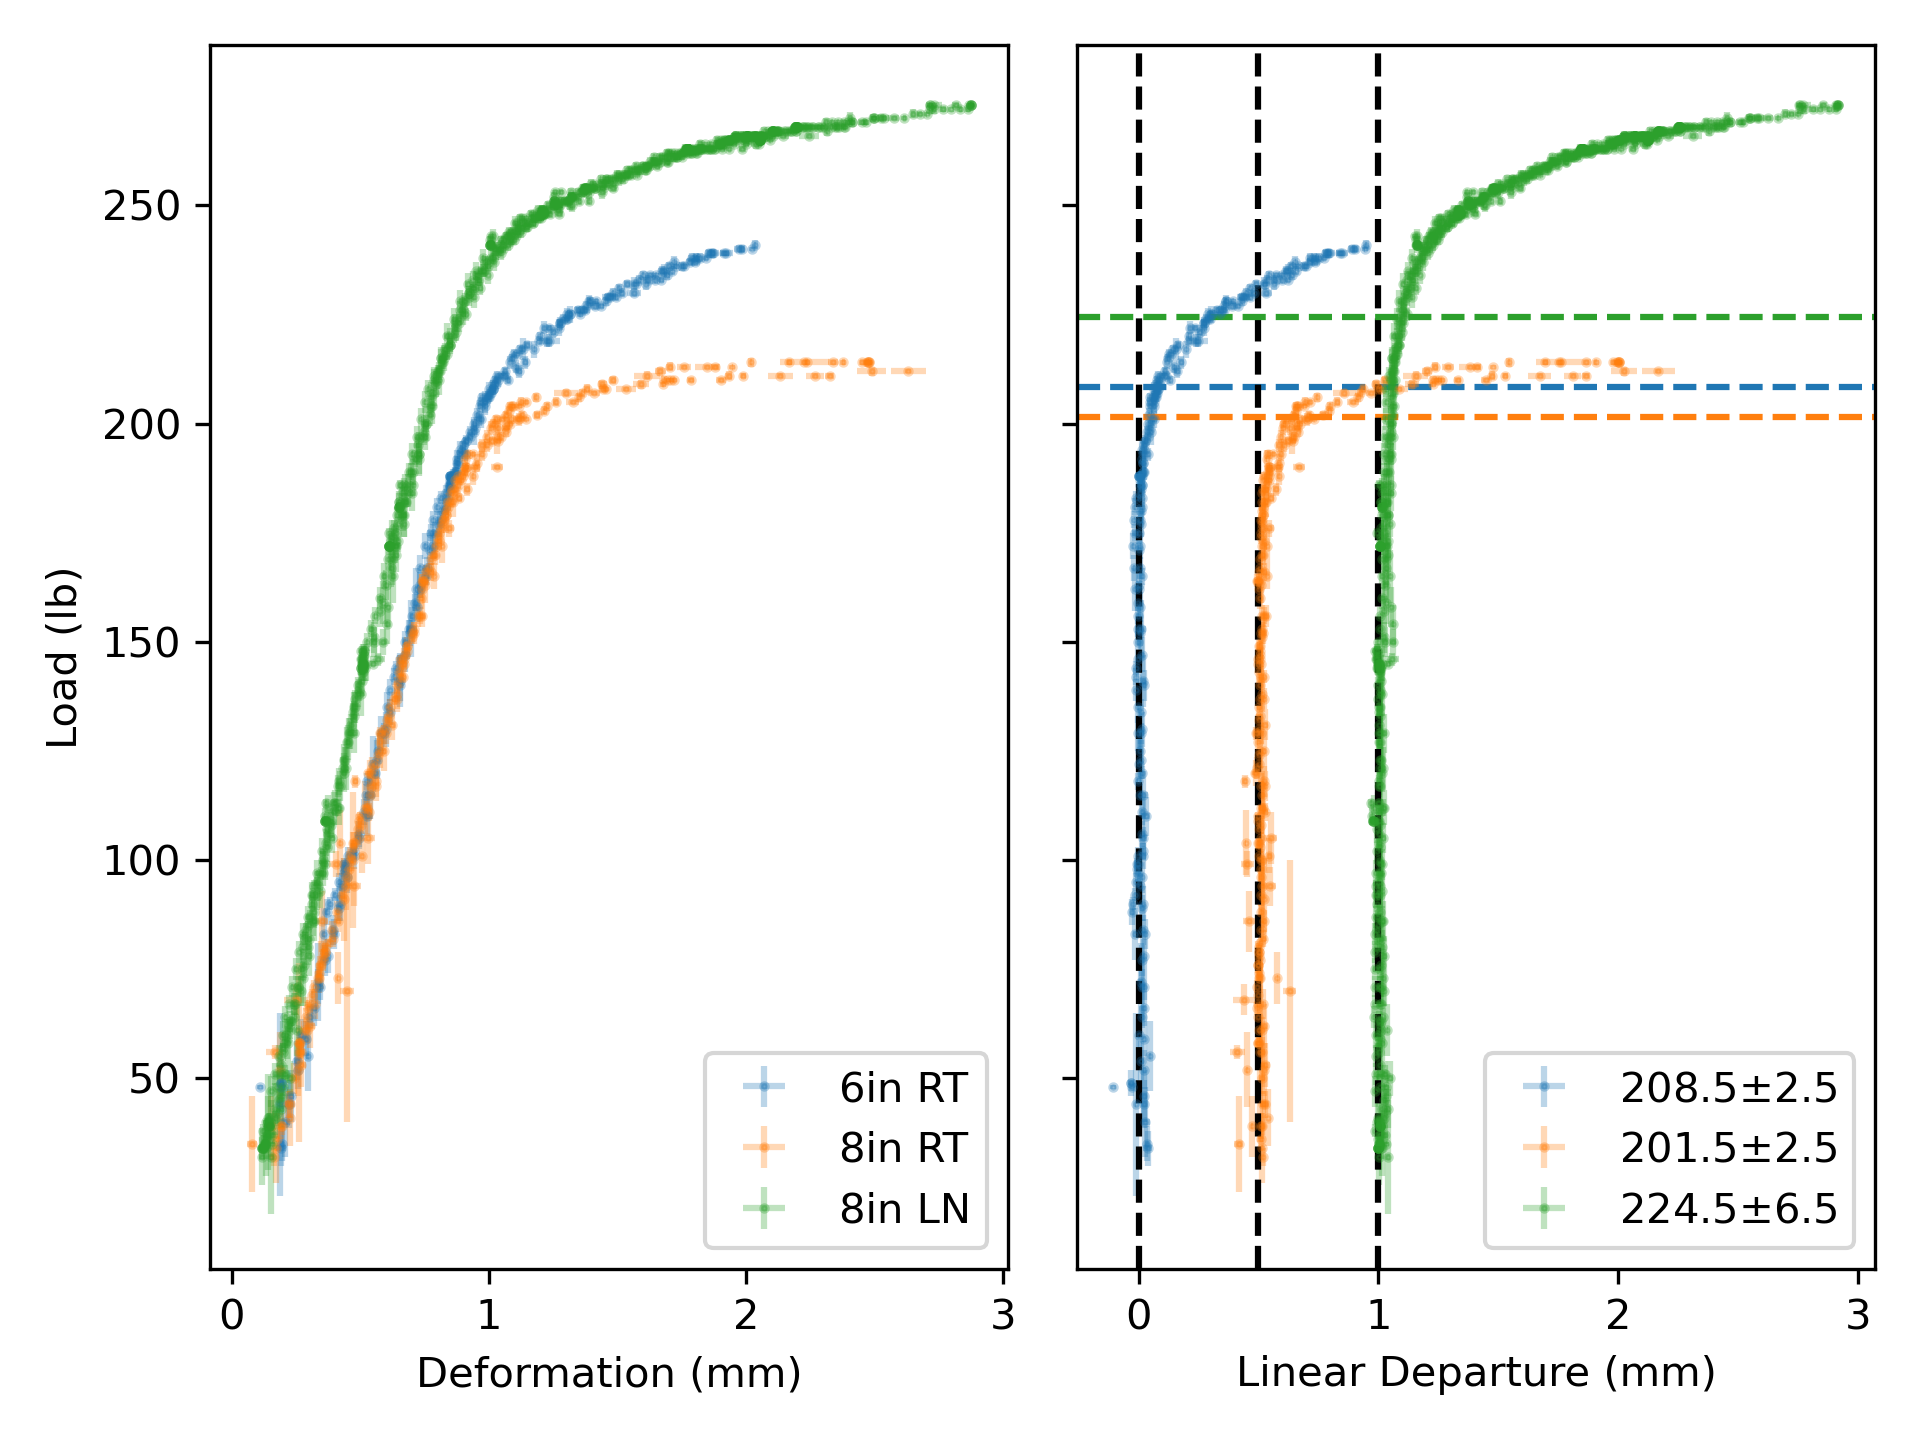 Load (lb)
250
200
150
100
50
0 1 2 3
Deformation (mm)
6in RT
8in RT
8in LN
0 1 2 3
Linear Departure (mm)
208.5±2.5
201.5±2.5
224.5±6.5